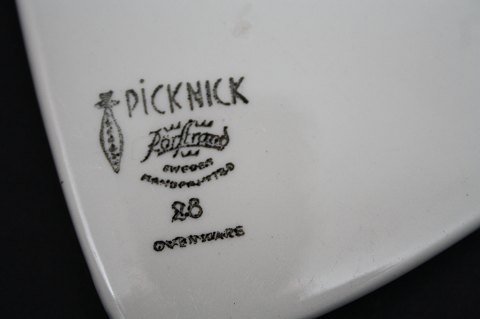 PiCKNiCK
Rörstrand
SWEDEN
HANDPAINTED
28
OVENWARE